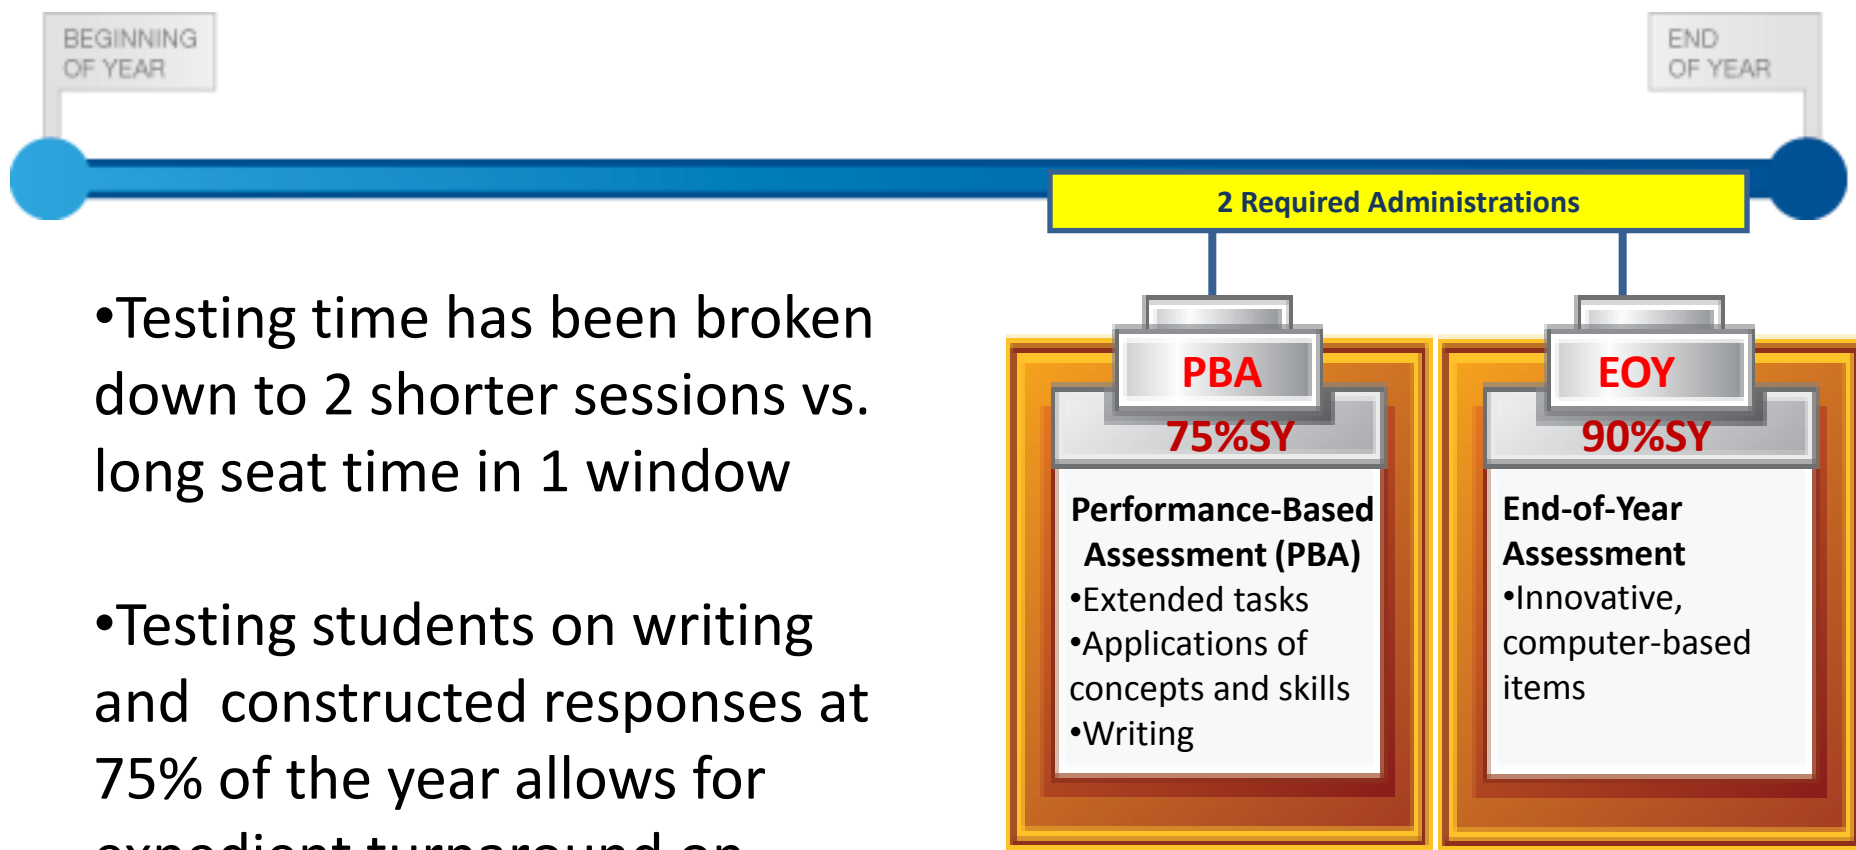 BEGINNING
OF YEAR
END
OF YEAR
2 Required Administrations
•Testing time has been broken
down to 2 shorter sessions vs.
long seat time in 1 window
•Testing students on writing
and  constructed responses at
75% of the year allows for
expedient turnaround on
PBA
75%SY
Performance-Based
Assessment (PBA)
•Extended tasks
•Applications of
concepts and skills
•Writing
EOY
90%SY
End-of-Year
Assessment
•Innovative,
computer-based
items